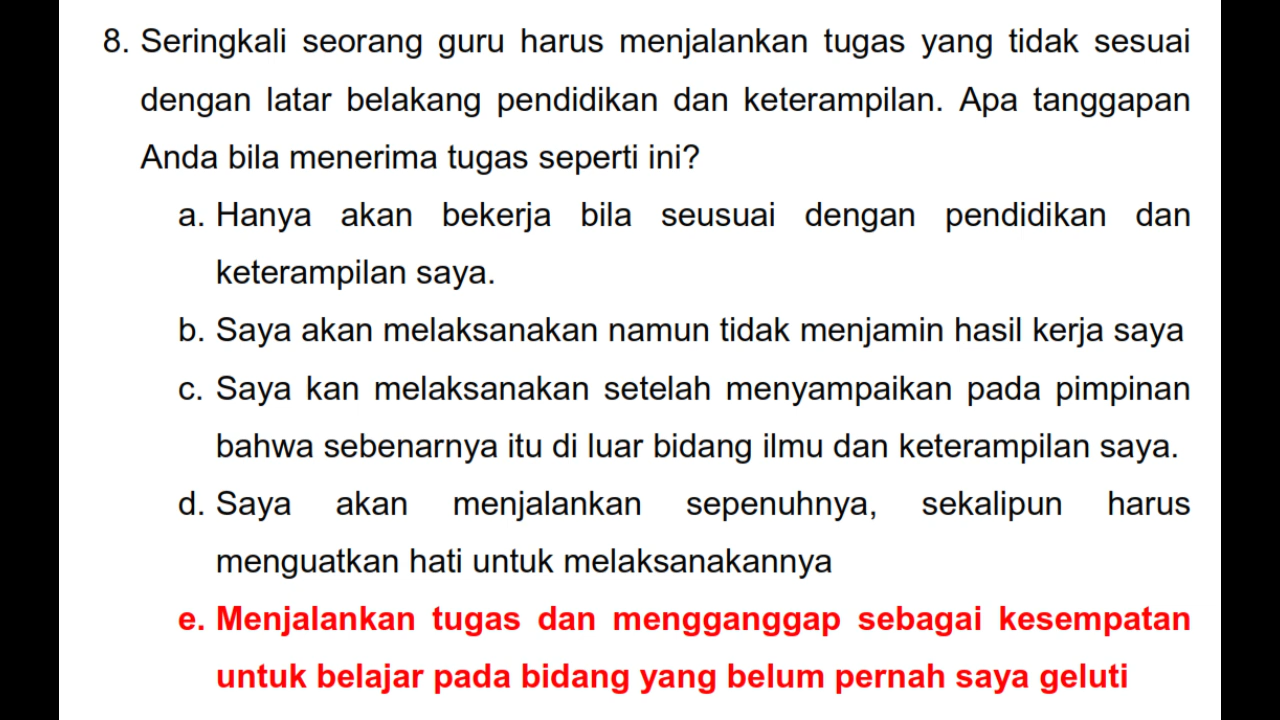 8. Seringkali seorang guru harus menjalankan tugas yang tidak sesuai
dengan latar belakang pendidikan dan keterampilan. Apa tanggapan
Anda bila menerima tugas seperti ini?
a. Hanya akan bekerja bila seusuai dengan pendidikan dan
keterampilan saya.
b. Saya akan melaksanakan namun tidak menjamin hasil kerja saya
c. Saya kan melaksanakan setelah menyampaikan pada pimpinan
bahwa sebenarnya itu di luar bidang ilmu dan keterampilan saya.
d. Saya akan menjalankan sepenuhnya, sekalipun harus
menguatkan hati untuk melaksanakannya
e. Menjalankan tugas dan mengganggap sebagai kesempatan
untuk belajar pada bidang yang belum pernah saya geluti